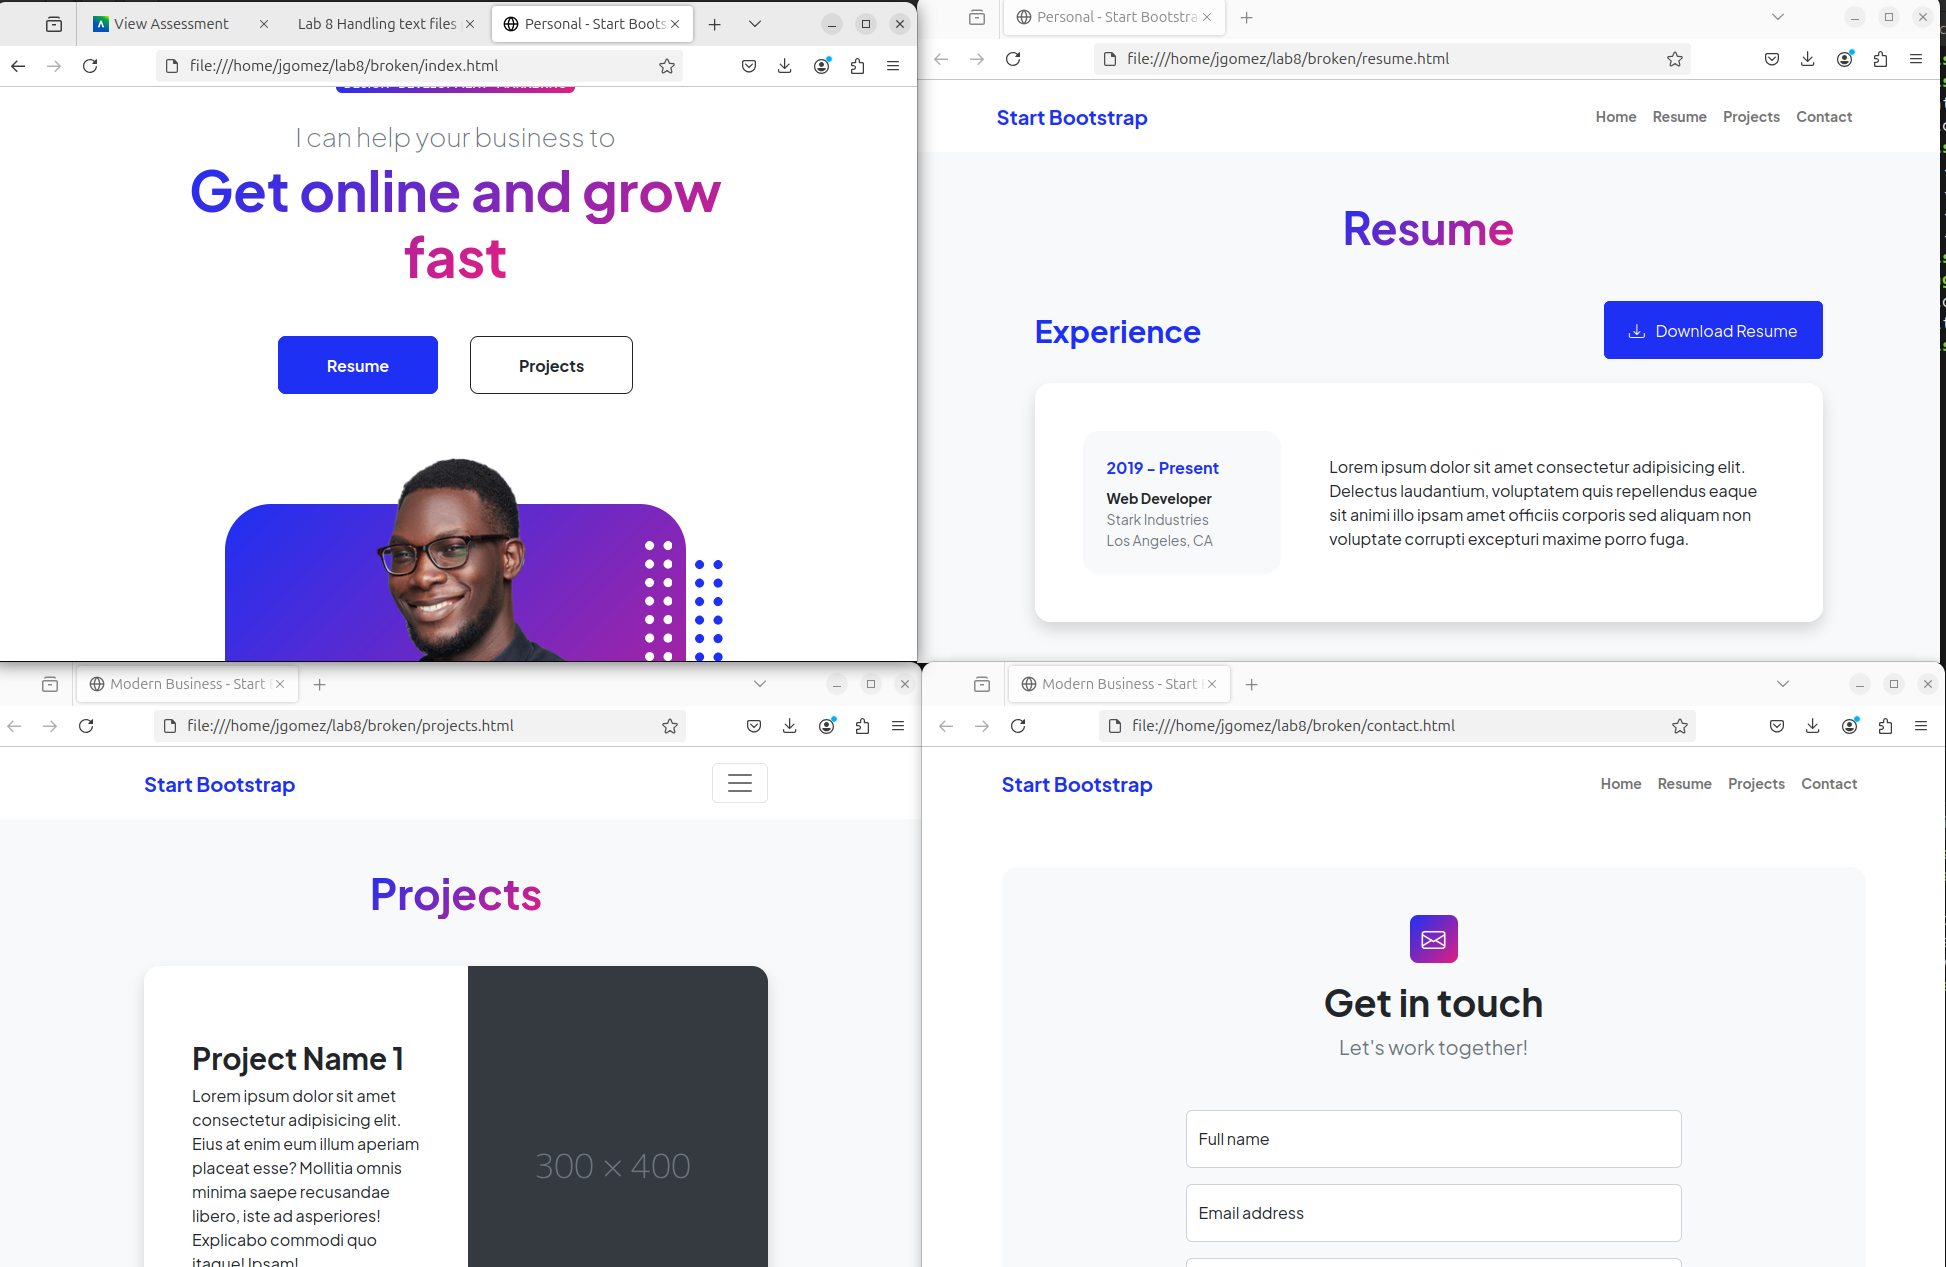 View Assessment
Lab 8 Handling text files
Personal - Start Boots
file:///home/jgomez/lab8/broken/index.html
I can help your business to
Get online and grow
fast
Resume
Projects
Personal - Start Bootstra
file:///home/jgomez/lab8/broken/resume.html
Start Bootstrap
Home
Resume
Projects
Contact
Resume
Experience
Download Resume
2019 - Present
Web Developer
Stark Industries
Los Angeles, CA
Lorem ipsum dolor sit amet consectetur adipisicing elit.
Delectus laudantium, voluptatem quis repellendus eaque
sit animi illo ipsam amet officiis corporis sed aliquam non
voluptate corrupti excepturi maxime porro fuga.
Modern Business - Start
file:///home/jgomez/lab8/broken/projects.html
Start Bootstrap
Projects
Project Name 1
Lorem ipsum dolor sit amet
consectetur adipisicing elit.
Eius at enim eum illum aperiam
placeat esse? Mollitia omnis
minima saepe recusandae
libero, iste ad asperiores!
Explicabo commodi quo
itaque! Ipsam!
300 × 400
Modern Business - Start
file:///home/jgomez/lab8/broken/contact.html
Start Bootstrap
Home
Resume
Projects
Contact
Get in touch
Let's work together!
Full name
Email address